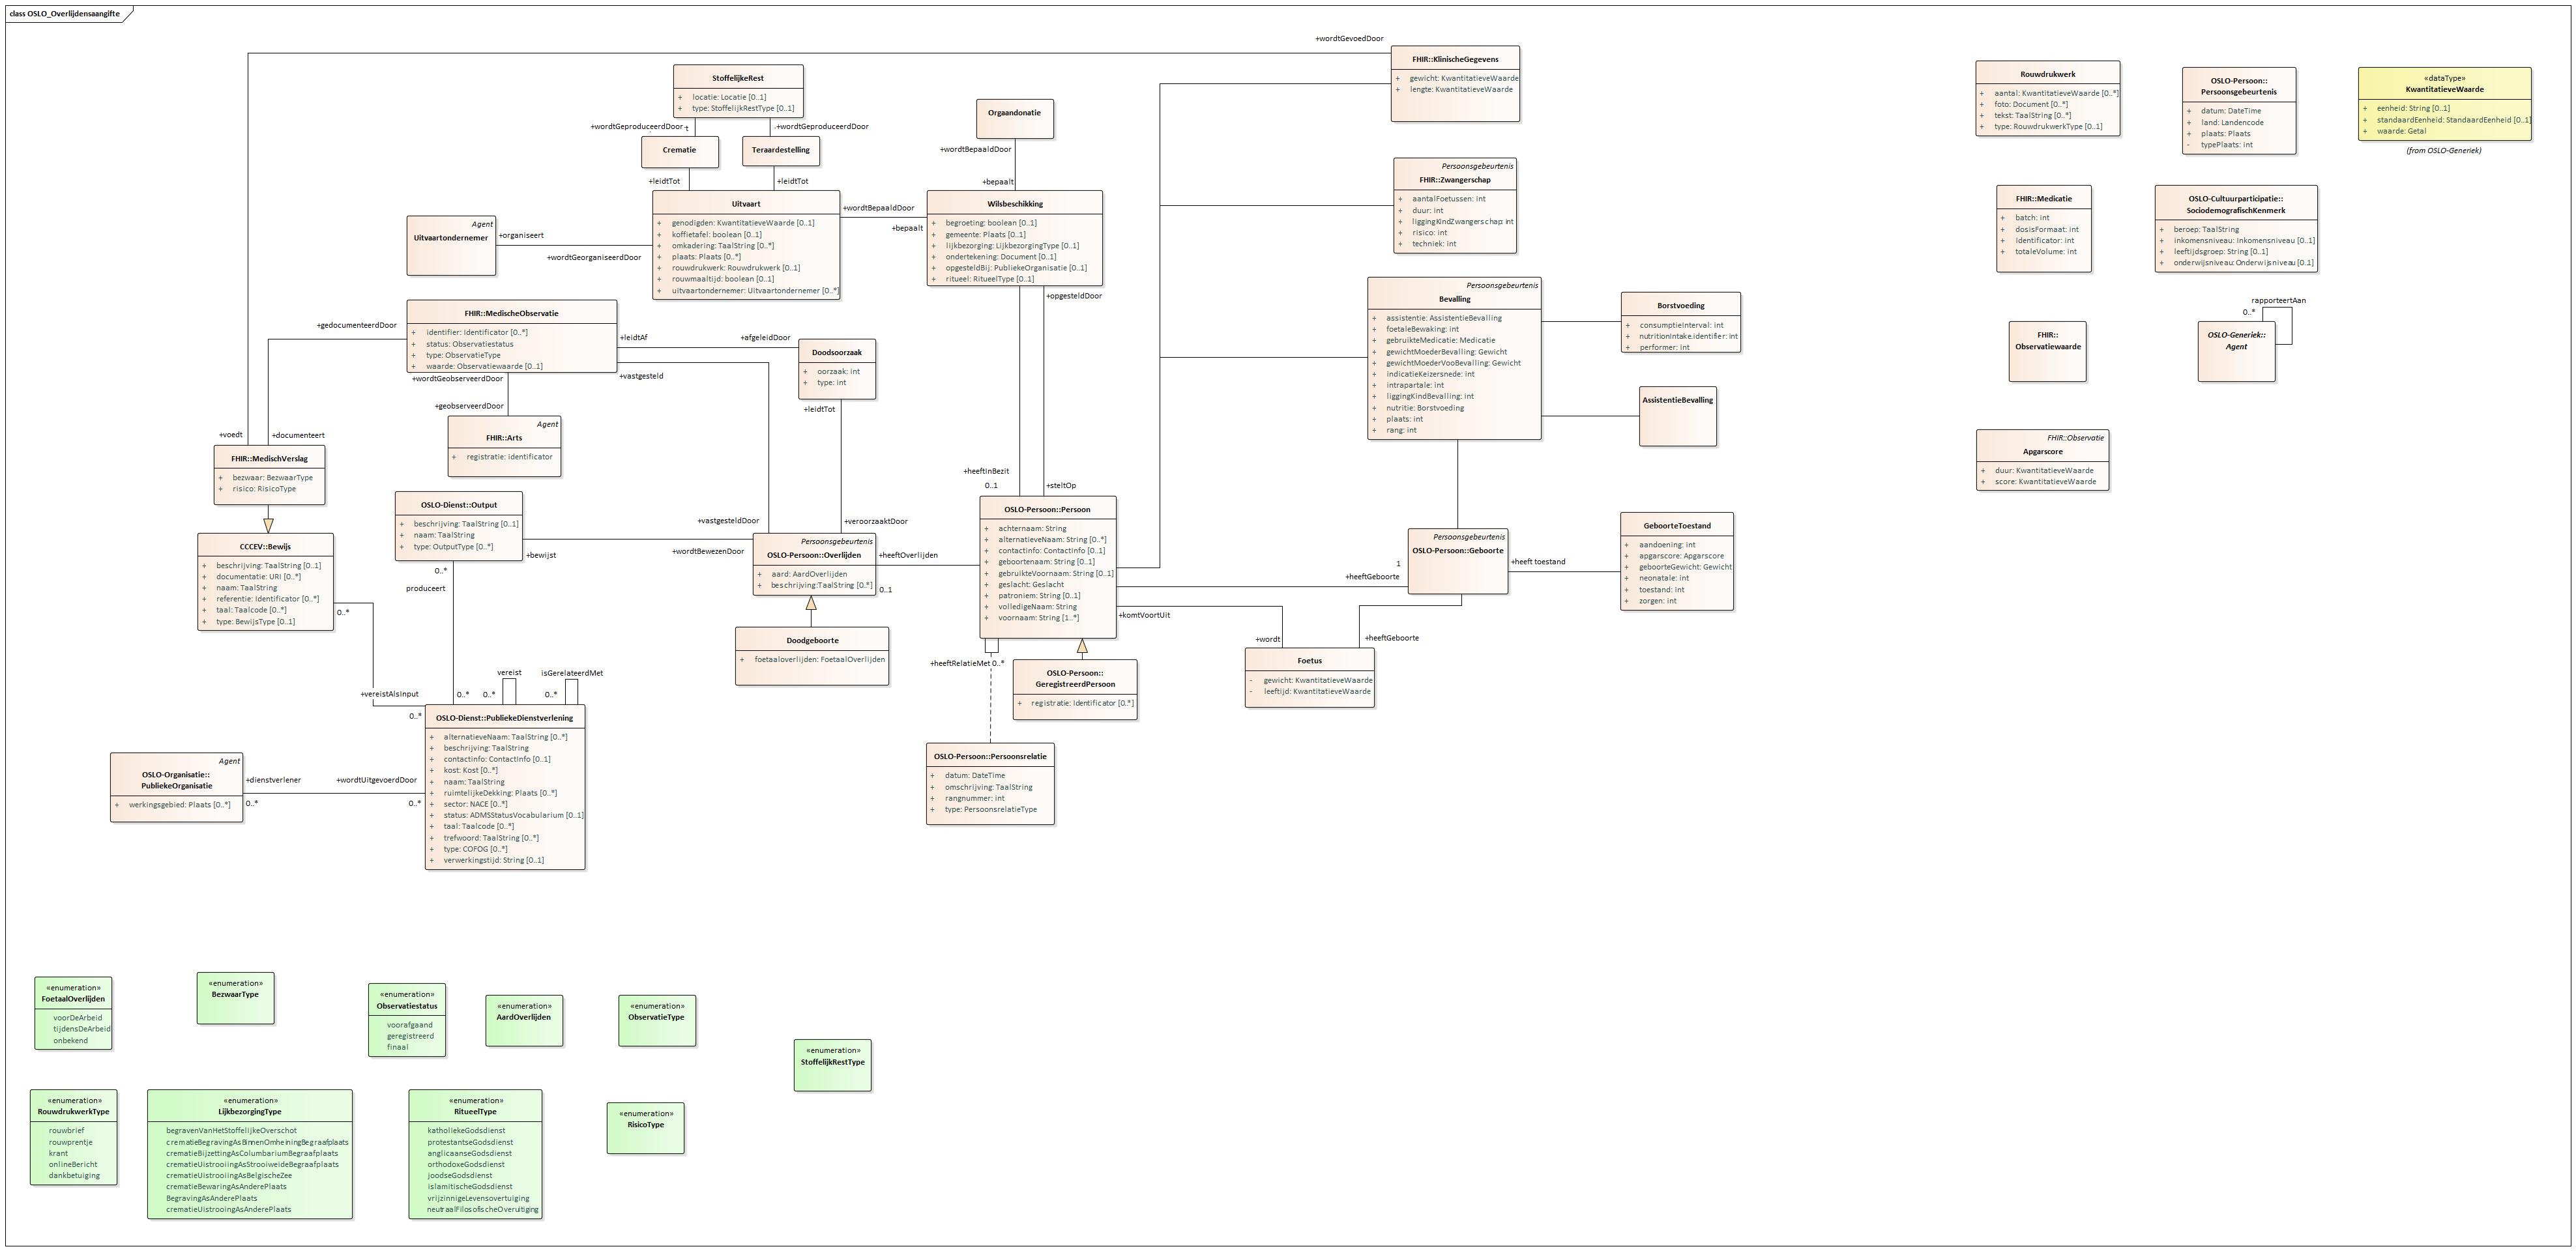 class OSLO_Overlijdensaangifte
+wordtGevoedDoor
FHIR::KlinischeGegevens
+ gewicht: KwantitatieveWaarde
+ lengte: KwantitatieveWaarde
StoffelijkeRest
+ locatie: Locatie [0..1]
+ type: StoffelijkRestType [0..1]
+wordtGeproduceerdDoor
+wordtGeproduceerdDoor
Crematie
Teraardestelling
+leidtTot
+leidtTot
Orgaandonatie
+wordtBepaaldDoor
+bepaalt
Uitvaart
+ genodigden: KwantitatieveWaarde [0..1]
+ koffietafel: boolean [0..1]
+ omkadering: TaalString [0..*]
+ plaats: Plaats [0..*]
+ rouwdrukwerk: Rouwdrukwerk [0..1]
+ rouwmaaltijd: boolean [0..1]
+ uitvaartondernemer: Uitvaartondernemer [0..*]
+wordtBepaaldDoor
+bepaalt
Wilsbeschikking
+ begroeting: boolean [0..1]
+ gemeente: Plaats [0..1]
+ lijkbezorging: LijkbezorgingType [0..1]
+ ondertekening: Document [0..1]
+ opgesteldBij: PubliekeOrganisatie [0..1]
+ ritueel: RitueelType [0..1]
+opgesteldDoor
Agent
Uitvaartondernemer
+organiseert
+wordtGeorganiseerdDoor
Persoonsgebeurtenis
FHIR::Zwangerschap
+ aantalFoetussen: int
+ duur: int
+ liggingKindZwangerschap: int
+ risico: int
+ techniek: int
Rouwdrukwerk
+ aantal: KwantitatieveWaarde [0..*]
+ foto: Document [0..*]
+ tekst: TaalString [0..*]
+ type: RouwdrukwerkType [0..1]
OSLO-Persoon::
Persoonsgebeurtenis
+ datum: DateTime
+ land: Landencode
+ plaats: Plaats
- typePlaats: int
«dataType»
KwantitatieveWaarde
+ eenheid: String [0..1]
+ standaardEenheid: StandaardEenheid [0..1]
+ waarde: Getal
(from OSLO-Generiek)
FHIR::Medicatie
+ batch: int
+ dosisFormaat: int
+ identificator: int
+ totaleVolume: int
OSLO-Cultuurparticipatie::
SociodemografischKenmerk
+ beroep: TaalString
+ inkomensniveau: Inkomensniveau [0..1]
+ leeftijdsgroep: String [0..1]
+ onderwijsniveau: Onderwijsniveau [0..1]
FHIR::
Observatiewaarde
rapporteertAan
0..*
OSLO-Generiek::
Agent
FHIR::Observatie
Apgarscore
+ duur: KwantitatieveWaarde
+ score: KwantitatieveWaarde
FHIR::MedischeObservatie
+ identifier: Identificator [0..*]
+ status: Observatiestatus
+ type: ObservatieType
+ waarde: Observatiewaarde [0..1]
+gedocumenteerdDoor
+leidtAf
+afgeleidDoor
+vastgesteld
+wordtGeobserveerdDoor
+geobserveerdDoor
Doodsoorzaak
+ oorzaak: int
+ type: int
+leidtTot
Agent
FHIR::Arts
+ registratie: identificator
+voedt
+documenteert
FHIR::MedischVerslag
+ bezwaar: BezwaarType
+ risico: RisicoType
Persoonsgebeurtenis
Bevalling
+ assistentie: AssistentieBevalling
+ foetaleBewaking: int
+ gebruikteMedicatie: Medicatie
+ gewichtMoederBevalling: Gewicht
+ gewichtMoederVooBevalling: Gewicht
+ indicatieKeizersnede: int
+ intrapartale: int
+ liggingKindBevalling: int
+ nutritie: Borstvoeding
+ plaats: int
+ rang: int
Borstvoeding
+ consumptieInterval: int
+ nutritionIntake.identifier: int
+ performer: int
AssistentieBevalling
OSLO-Dienst::Output
+ beschrijving: TaalString [0..1]
+ naam: TaalString
+ type: OutputType [0..*]
+bewijst
+wordtBewezenDoor
0..*
produceert
CCCEV::Bewijs
+ beschrijving: TaalString [0..1]
+ documentatie: URI [0..*]
+ naam: TaalString
+ referentie: Identificator [0..*]
+ taal: Taalcode [0..*]
+ type: BewijsType [0..1]
0..*
+vereistAlsInput
0..*
+vastgesteldDoor
+veroorzaaktDoor
Persoonsgebeurtenis
OSLO-Persoon::Overlijden
+ aard: AardOverlijden
+ beschrijving:TaalString [0..*]
+heeftOverlijden
0..1
Doodgeboorte
+ foetaaloverlijden: FoetaalOverlijden
+heeftInBezit
0..1
+steltOp
OSLO-Persoon::Persoon
+ achternaam: String
+ alternatieveNaam: String [0..*]
+ contactinfo: ContactInfo [0..1]
+ geboortenaam: String [0..1]
+ gebruikteVoornaam: String [0..1]
+ geslacht: Geslacht
+ patroniem: String [0..1]
+ volledigeNaam: String
+ voornaam: String [1..*]
+komtVoortUit
+heeftRelatieMet 0..*
OSLO-Persoon::
GeregistreerdPersoon
+ registratie: Identificator [0..*]
OSLO-Persoon::Persoonsrelatie
+ datum: DateTime
+ omschrijving: TaalString
+ rangnummer: int
+ type: PersoonsrelatieType
1
+heeftGeboorte
Persoonsgebeurtenis
OSLO-Persoon::Geboorte
+heeft toestand
GeboorteToestand
+ aandoening: int
+ apgarscore: Apgarscore
+ geboorteGewicht: Gewicht
+ neonatale: int
+ toestand: int
+ zorgen: int
+wordt
+heeftGeboorte
Foetus
- gewicht: KwantitatieveWaarde
- leeftijd: KwantitatieveWaarde
vereist
isGerelateerdMet
0..*
0..*
0..*
OSLO-Dienst::PubliekeDienstverlening
+ alternatieveNaam: TaalString [0..*]
+ beschrijving: TaalString
+ contactinfo: ContactInfo [0..1]
+ kost: Kost [0..*]
+ naam: TaalString
+ ruimtelijkeDekking: Plaats [0..*]
+ sector: NACE [0..*]
+ status: ADMSStatusVocabularium [0..1]
+ taal: Taalcode [0..*]
+ trefwoord: TaalString [0..*]
+ type: COFOG [0..*]
+ verwerkingstijd: String [0..1]
Agent
OSLO-Organisatie::
PubliekeOrganisatie
+ werkingsgebied: Plaats [0..*]
+dienstverlener
0..*
+wordtUitgevoerdDoor
0..*
«enumeration»
FoetaalOverlijden
voorDeArbeid
tijdensDeArbeid
onbekend
«enumeration»
BezwaarType
«enumeration»
Observatiestatus
voorafgaand
geregistreerd
finaal
«enumeration»
AardOverlijden
«enumeration»
ObservatieType
«enumeration»
StoffelijkRestType
«enumeration»
RouwdrukwerkType
rouwbrief
rouwprentje
krant
onlineBericht
dankbetuiging
«enumeration»
LijkbezorgingType
begravenVanHetStoffelijkeOverschot
crematieBegravingAsBinnenOmheiningBegraafplaats
crematieBijzettingAsColumbariumBegraafplaats
crematieUistrooiingAsStrooiweideBegraafplaats
crematieUistrooiingAsBelgischeZee
crematieBewaringAsAnderePlaats
BegravingAsAnderePlaats
crematieUistrooingAsAnderePlaats
«enumeration»
RitueelType
katholiekeGodsdienst
protestantseGodsdienst
anglicaanseGodsdienst
orthodoxeGodsdienst
joodseGodsdienst
islamitischeGodsdienst
vrijzinnigeLevensovertuiging
neutraalFilosofischeOveruitiging
«enumeration»
RisicoType